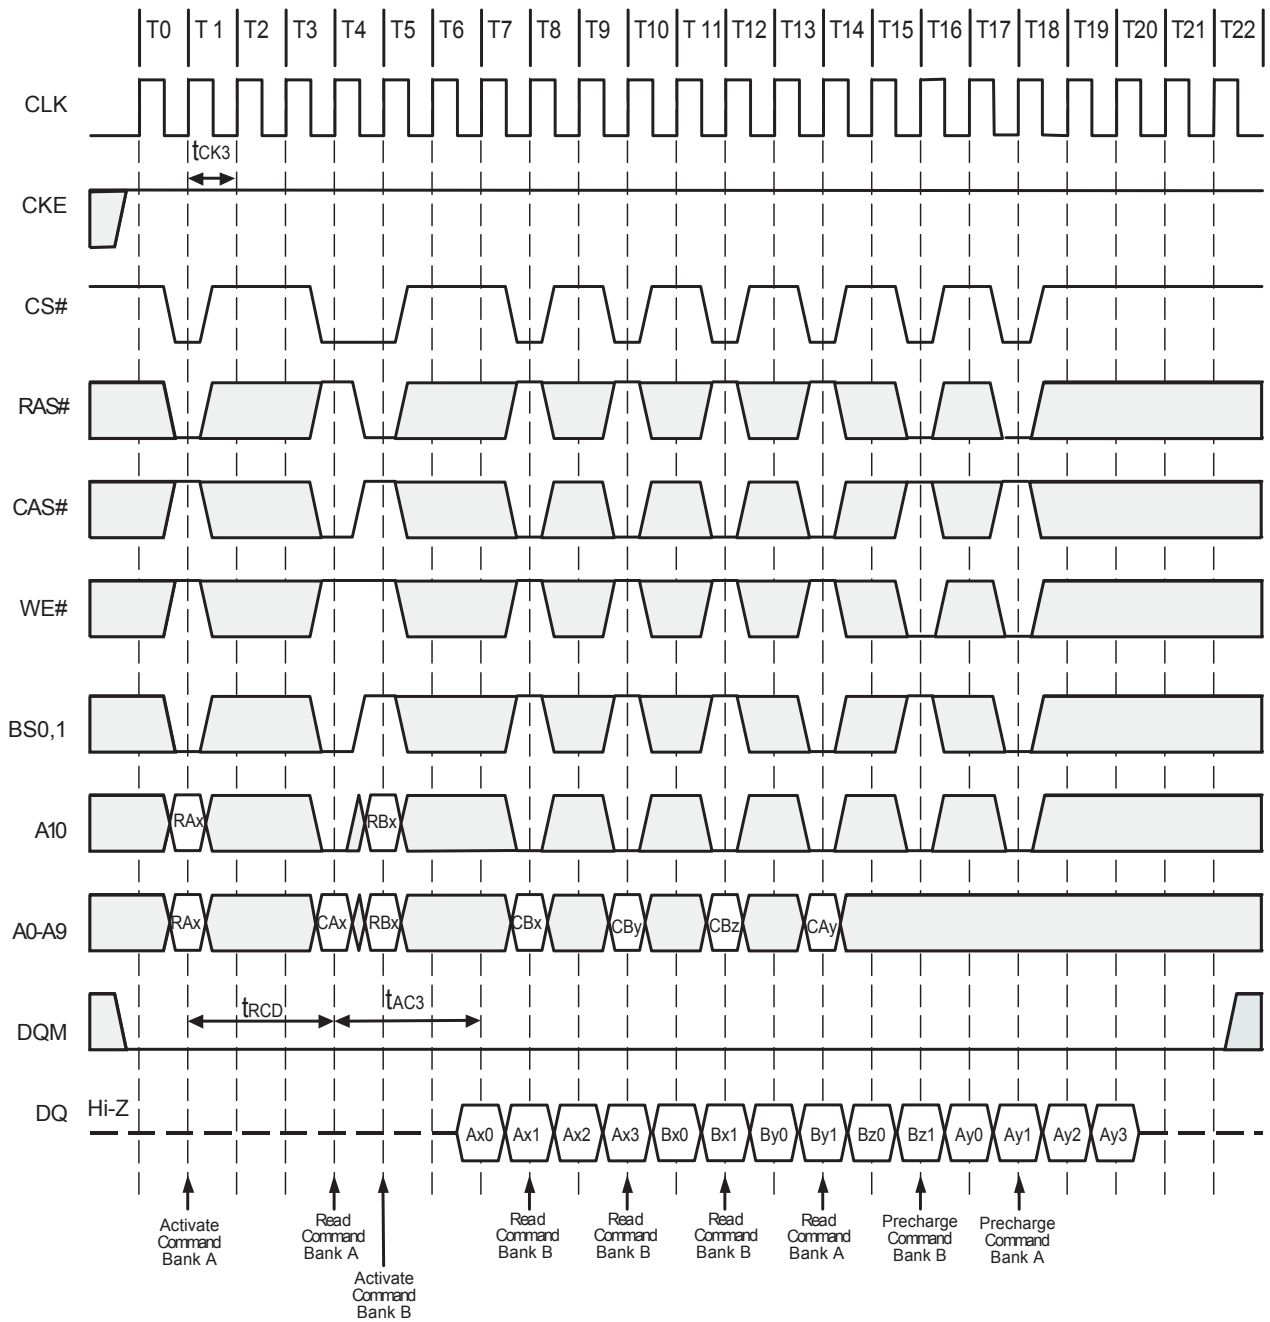 T0 T 1 T2 T3 T4 T5 T6 T7 T8 T9 T10 T 11 T12 T13 T14 T15 T16 T17 T18 T19 T20 T21 T22
CLK
tCK3
CKE
CS#
RAS#
CAS#
WE#
BS0,1
A10 RAx RBx
A0-A9 RAx CAx RBx CBx CBy CBz CAy
tRCD tAC3
DQM
DQ Hi-Z Ax0 Ax1 Ax2 Ax3 Bx0 Bx1 By0 By1 Bz0 Bz1 Ay0 Ay1 Ay2 Ay3
Activate
Command
Bank A
Read
Command
Bank A
Activate
Command
Bank B
Read
Command
Bank B
Read
Command
Bank B
Read
Command
Bank B
Read
Command
Bank A
Precharge
Command
Bank B
Precharge
Command
Bank A